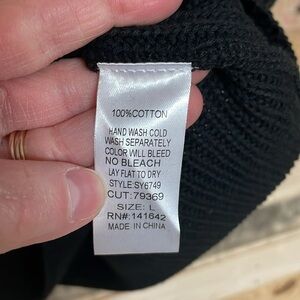 100%COTTON
HAND WASH COLD
WASH SEPARATELY
COLOR WILL BLEED
NO BLEACH
LAY FLAT TO DRY
STYLE:SY6749
CUT:79369
SIZE: L
RN#:141642
MADE IN CHINA